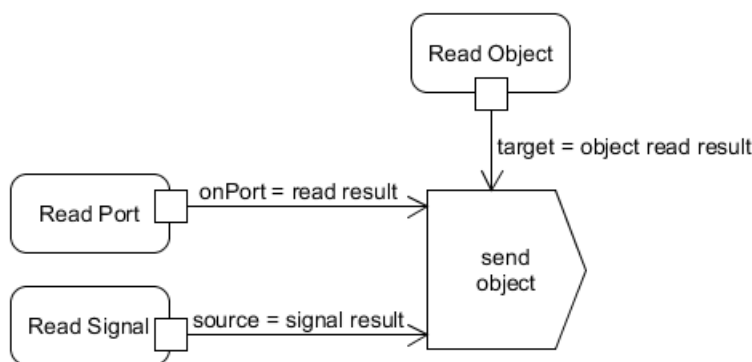 Read Object
target = object read result
onPort = read result
Read Port
send
object
source = signal result
Read Signal